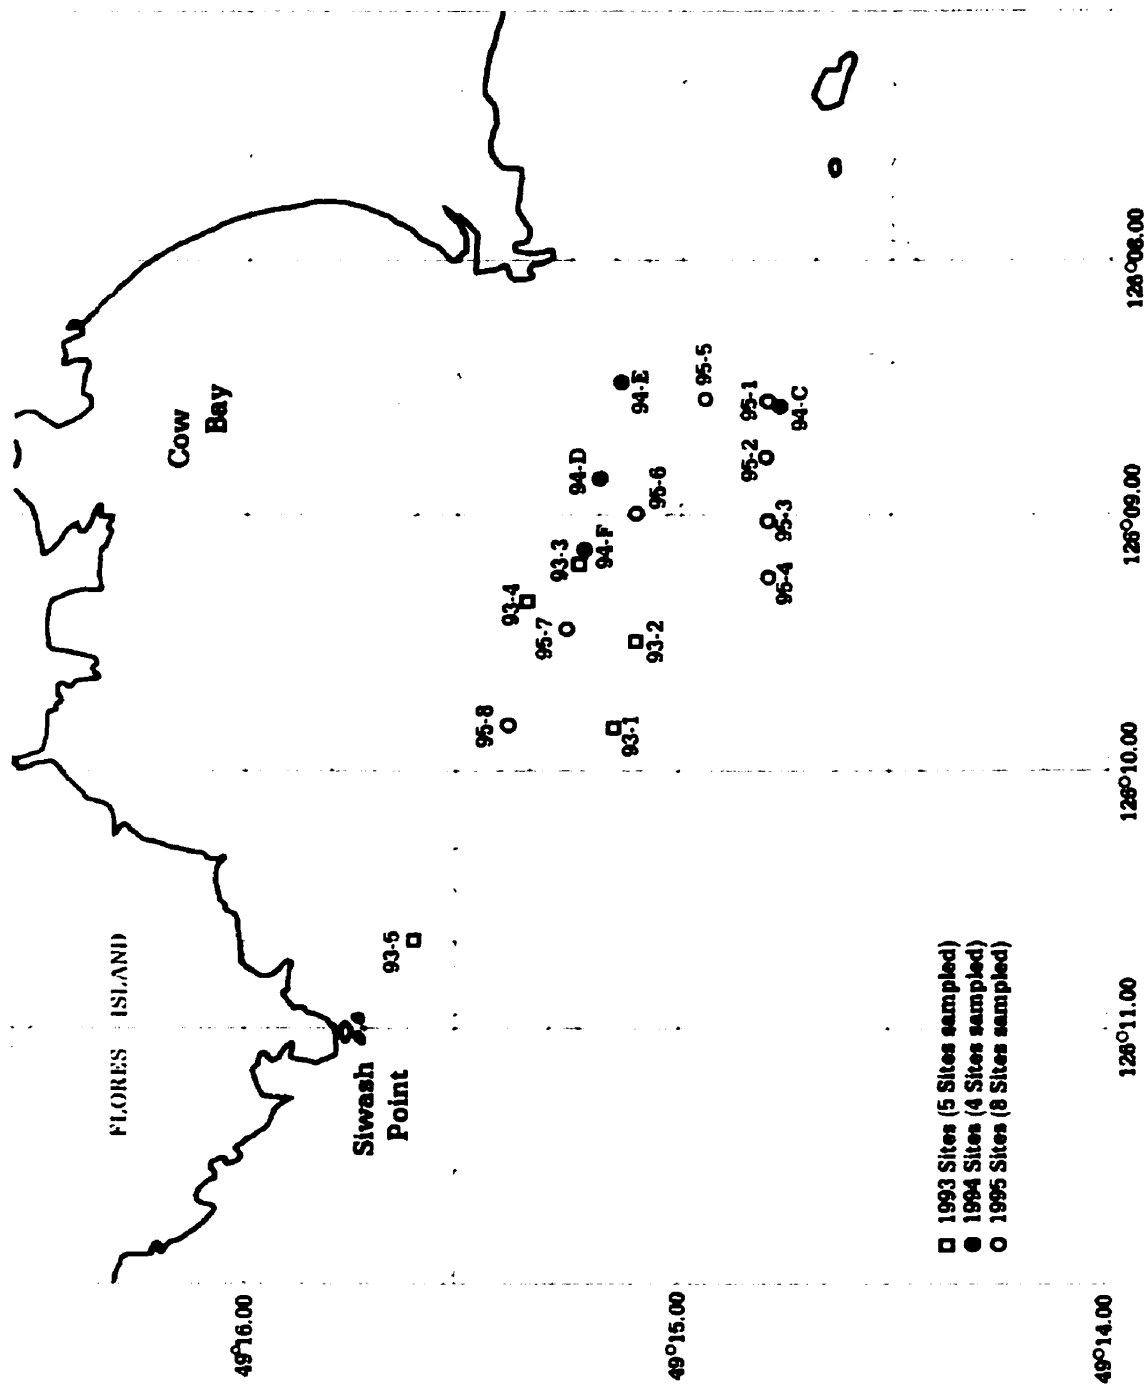 FLORES ISLAND
Cow
Bay
Siwash
Point
93-5
95-8
93-1
93-4
95-7
93-2
93-3
94-F
94-D
95-6
94-E
95-5
95-1
94-C
95-2
95-3
95-4
1993 Sites (5 Sites sampled)
1994 Sites (4 Sites sampled)
1995 Sites (8 Sites sampled)
49°16.00
49°15.00
49°14.00
126°11.00
126°10.00
126°09.00
126°08.00